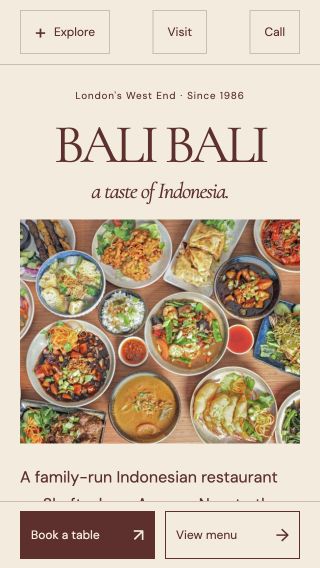 + Explore
Visit
Call
London's West End · Since 1986
BALI BALI
a taste of Indonesia.
A family-run Indonesian restaurant
Book a table
View menu